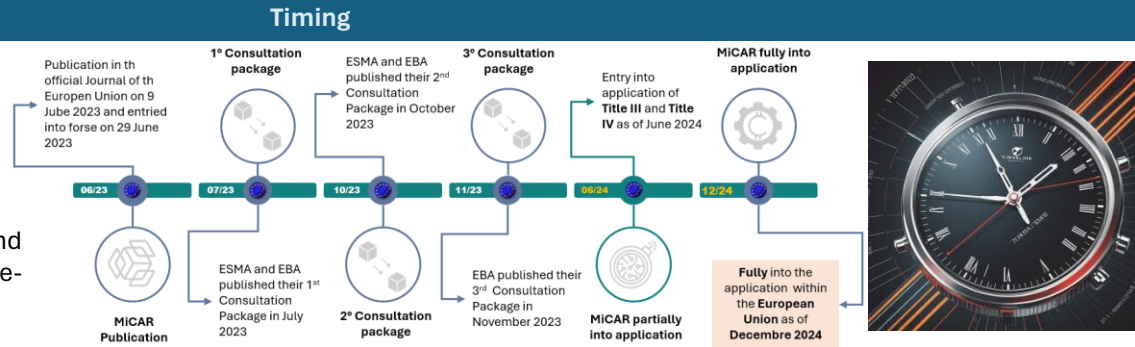 Timing
Publication in th
official Journal of th
Europen Union on 9
Jube 2023 and entried
into forse on 29 June
2023
1º Consultation
package
ESMA and EBA
published their 2nd
Consultation
Package in October
2023
3º Consultation
package
Entry into
application of
Title III and Title
IV as of June 2024
MiCAR fully into
application
06/23
07/23
10/23
11/23
06/24
12/24
nd
e-
MiCAR
Publication
ESMA and EBA
published their 1st
Consultation
Package in July
2023
2º Consultation
package
EBA published their
3rd Consultation
Package in
November 2023
MiCAR partially
into application
Fully into the
application within
the European
Union as of
Decembre 2024
XII